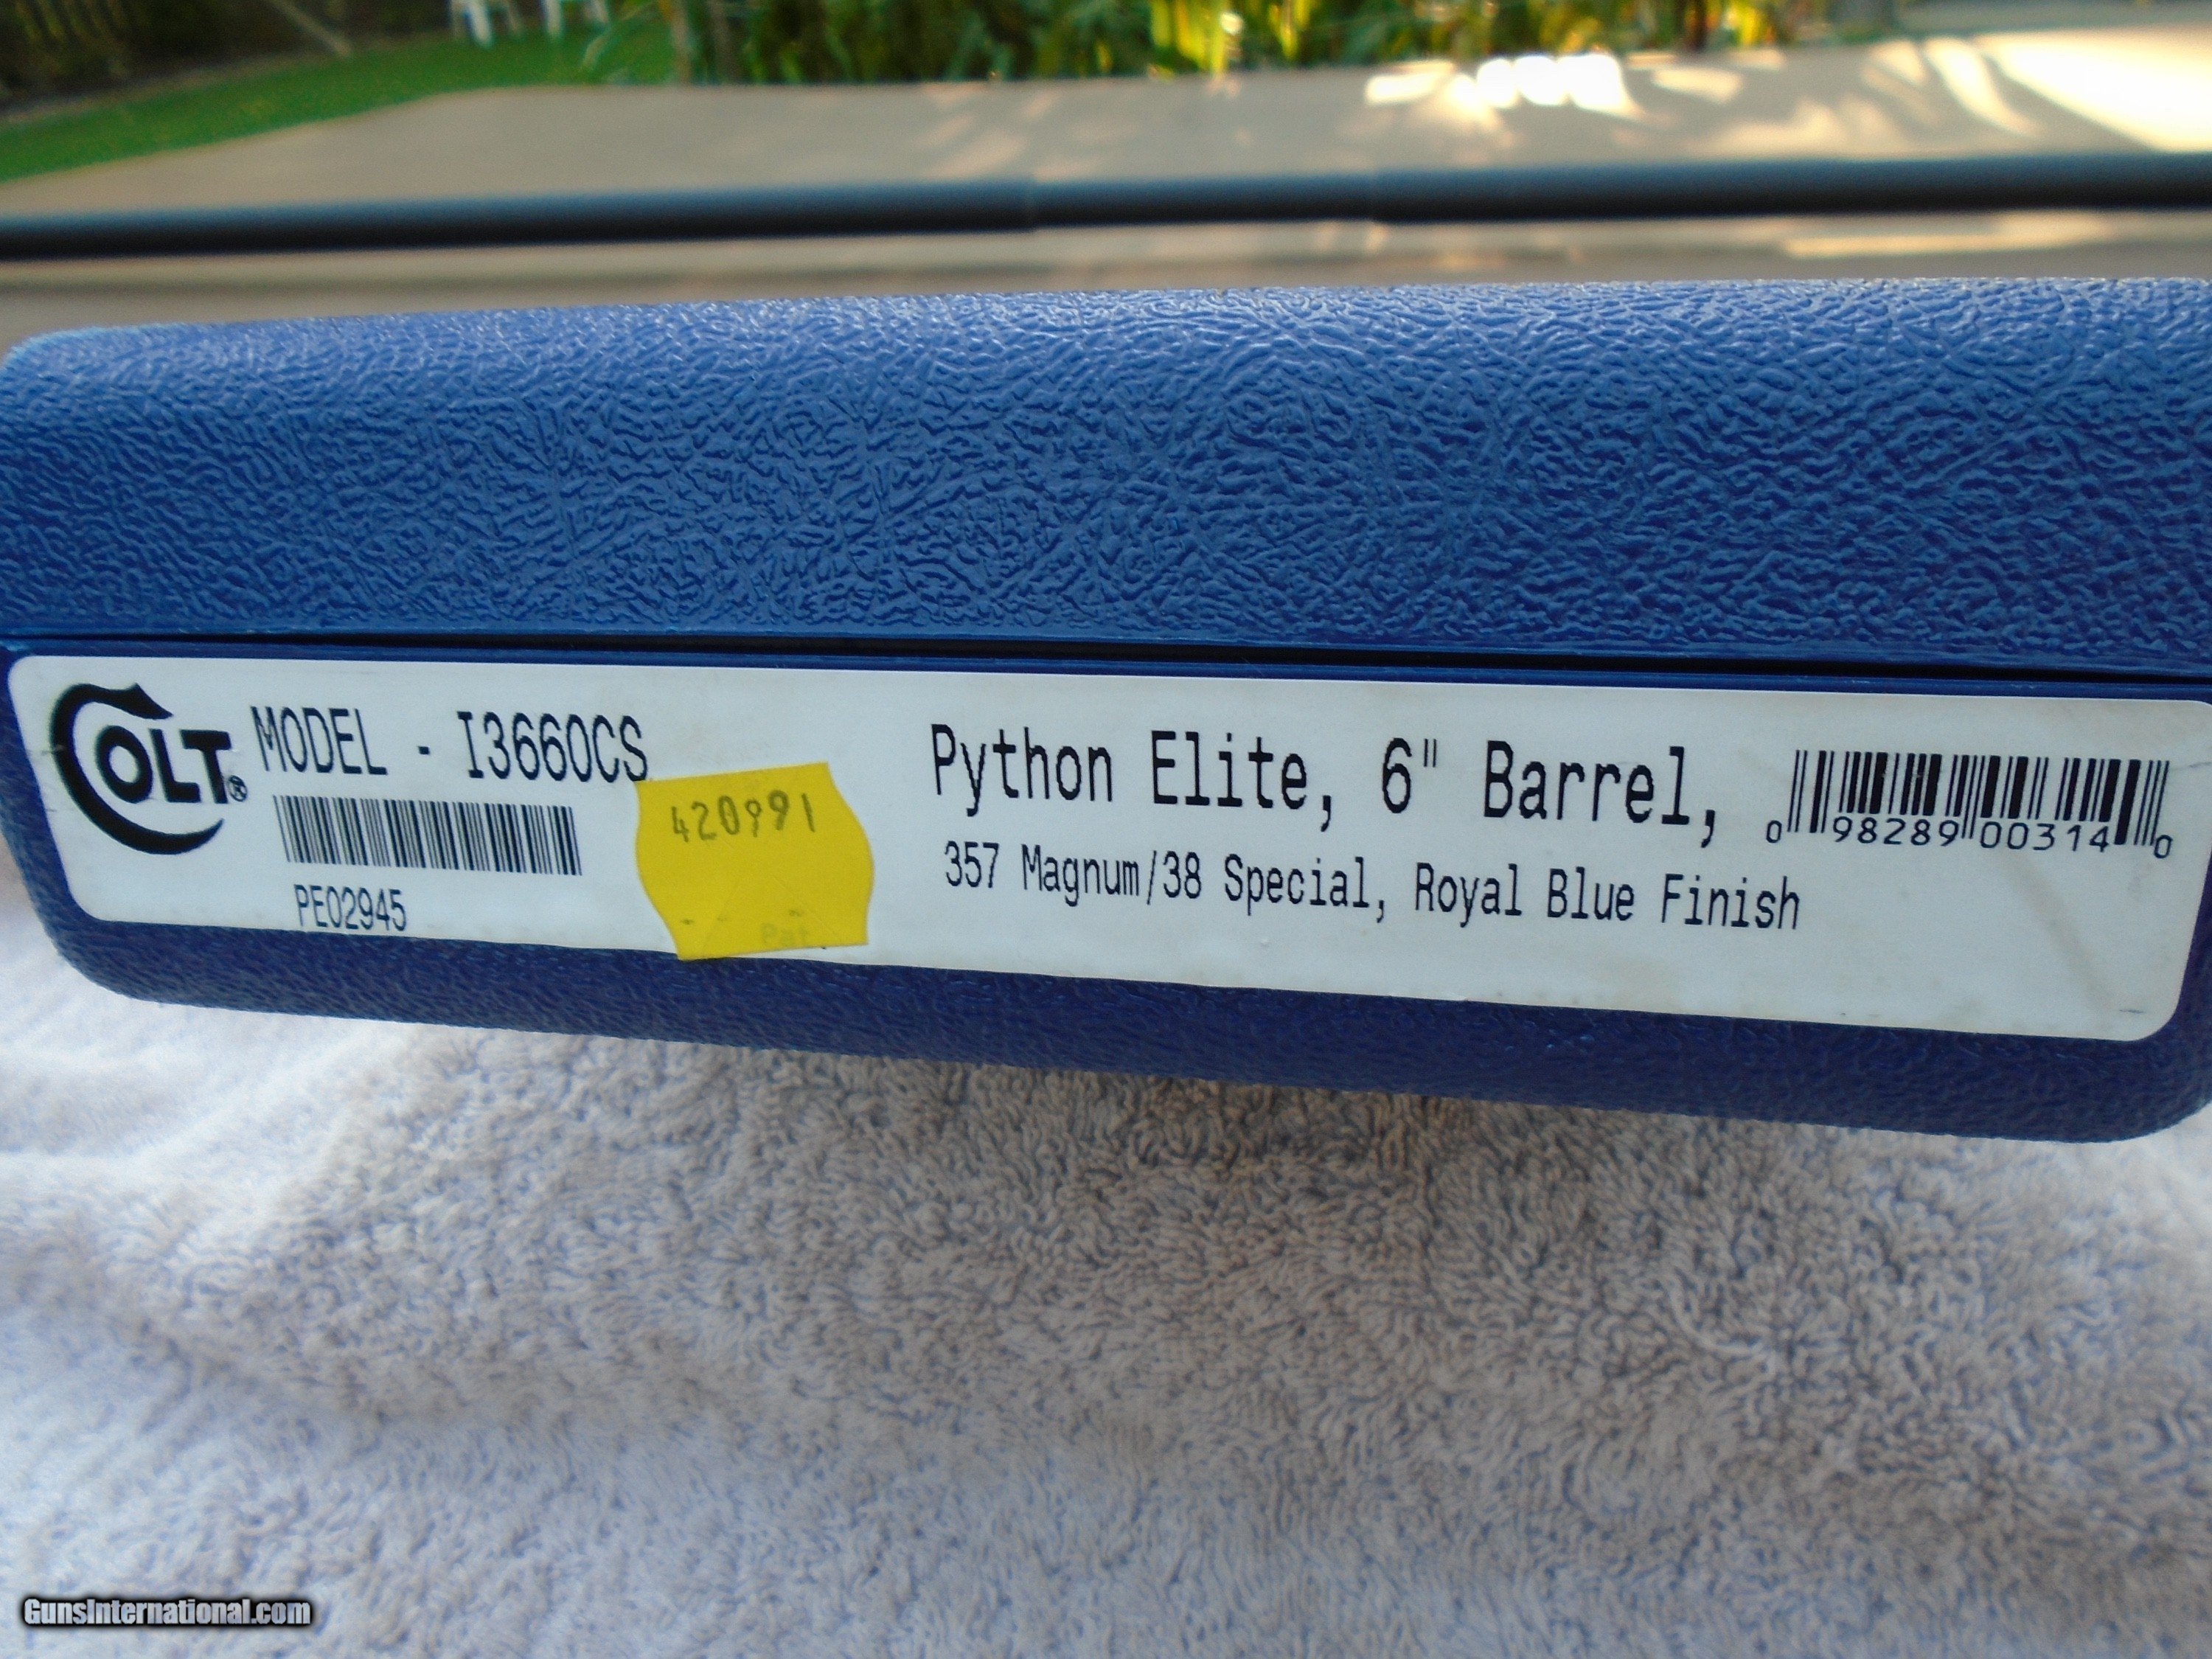 COLT® MODEL - I3660CS
PE02945
420991
Pat.
Python Elite, 6" Barrel,
357 Magnum/38 Special, Royal Blue Finish
0 98289 00314 0
GunsInternational.com